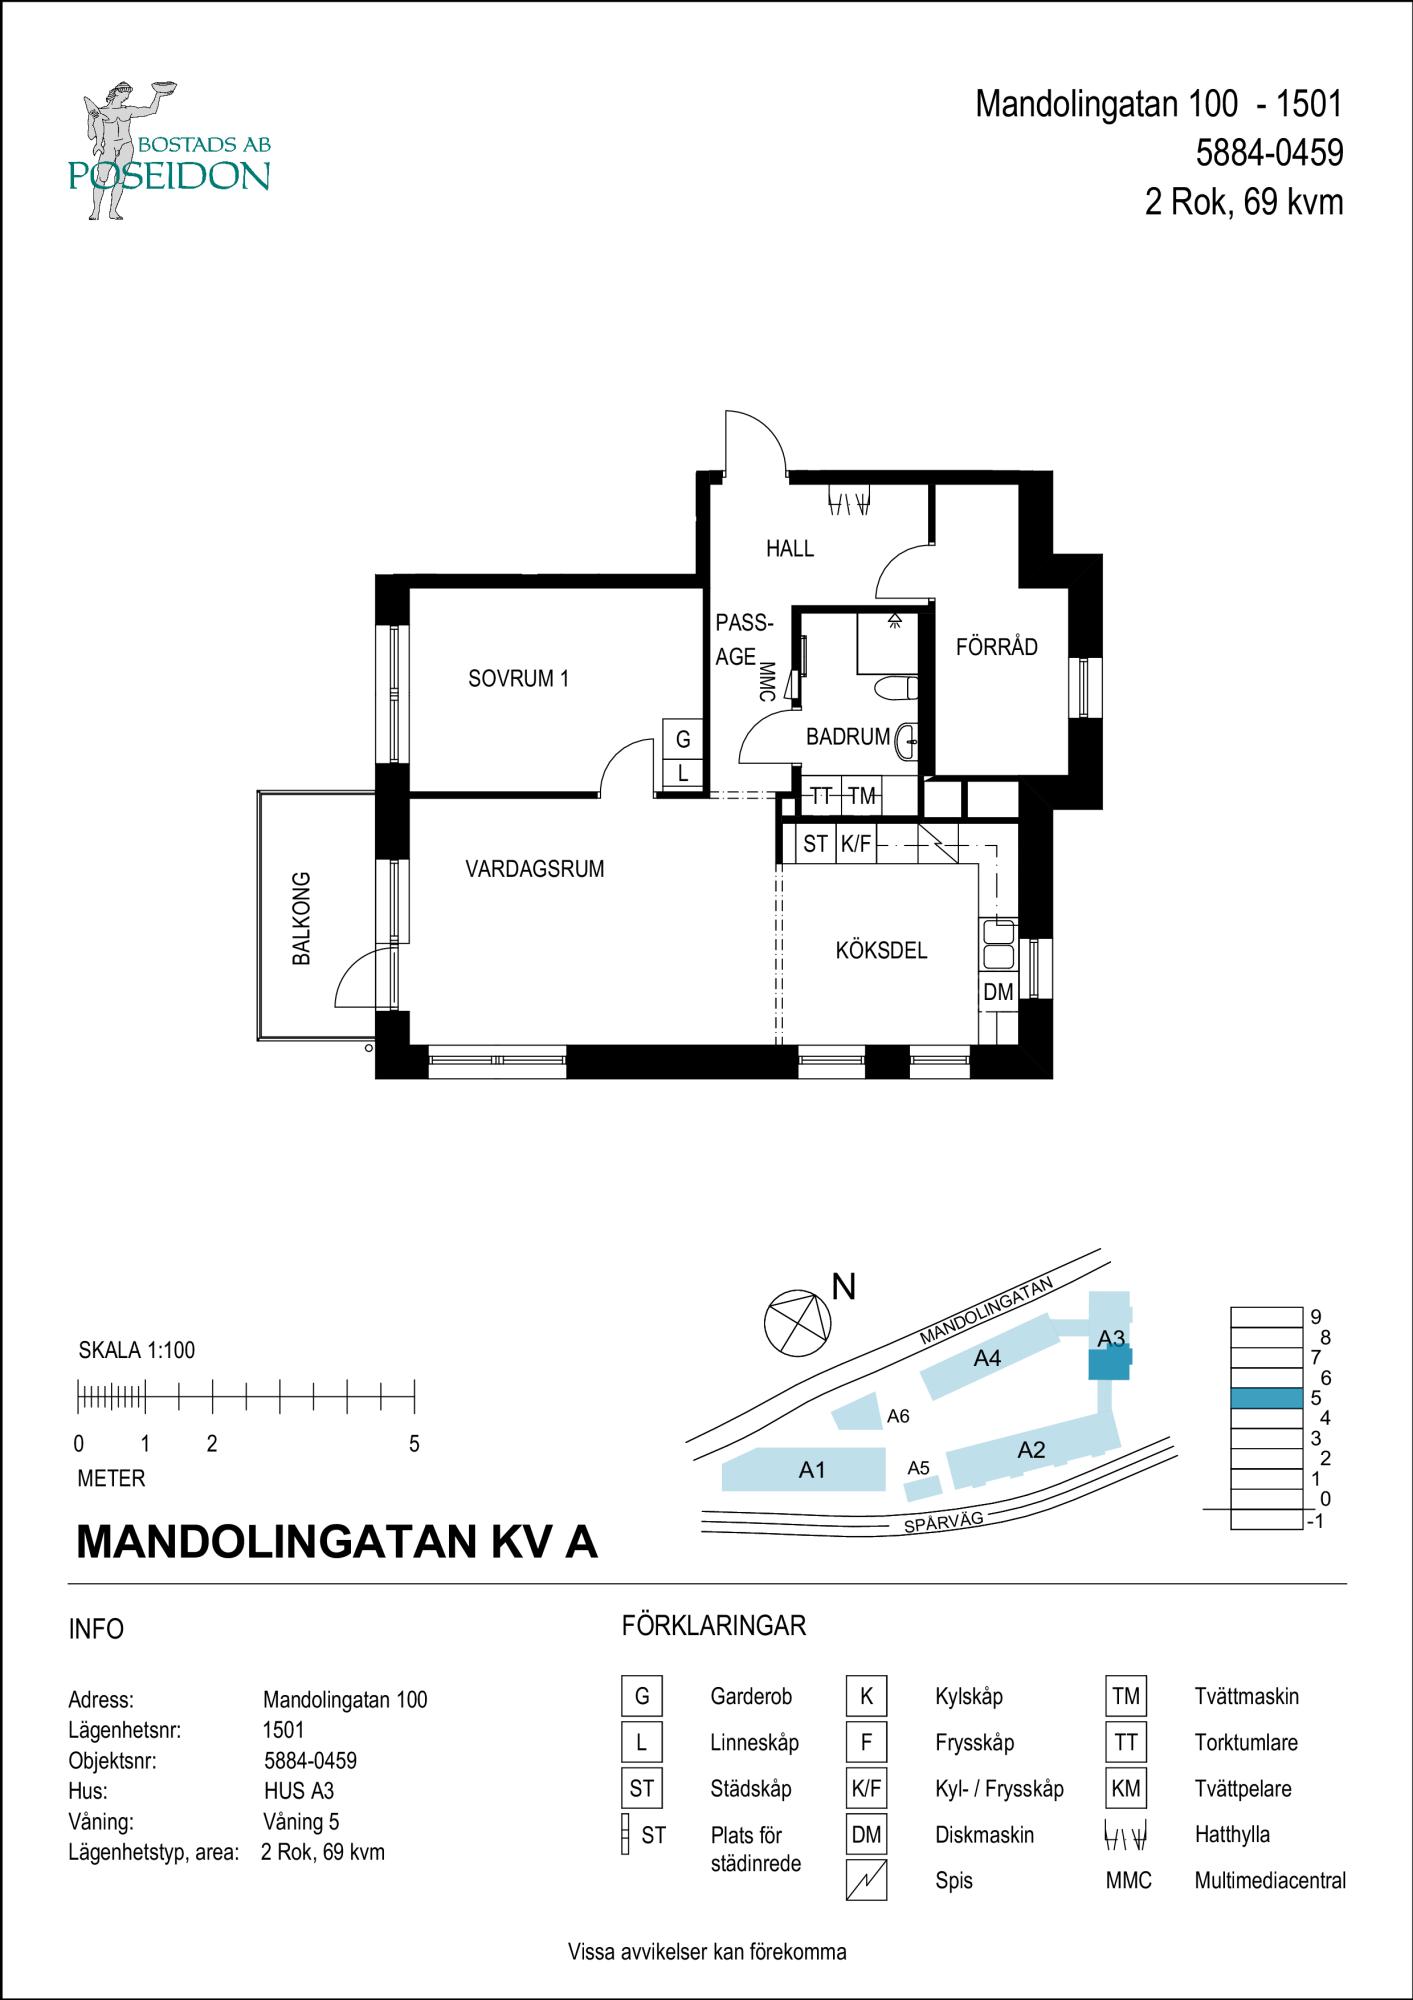 BOSTADS AB
POSEIDON
Mandolingatan 100 - 1501
5884-0459
2 Rok, 69 kvm
HALL
PASS-
AGE
MMC
FÖRRÅD
SOVRUM 1
G
L
BADRUM
TT TM
ST K/F
VARDAGSRUM
BALKONG
KÖKSDEL
DM
N
MANDOLINGATAN
A3
A4
A6
A2
A1
A5
SPÅRVÄG
9
8
7
6
5
4
3
2
1
0
-1
SKALA 1:100
0 1 2 5
METER
MANDOLINGATAN KV A
INFO
Adress: Mandolingatan 100
Lägenhetsnr: 1501
Objektsnr: 5884-0459
Hus: HUS A3
Våning: Våning 5
Lägenhetstyp, area: 2 Rok, 69 kvm
FÖRKLARINGAR
G Garderob
L Linneskåp
ST Städskåp
ST Plats för
städinrede
K Kylskåp
F Frysskåp
K/F Kyl- / Frysskåp
DM Diskmaskin
Spis
TM Tvättmaskin
TT Torktumlare
KM Tvättpelare
Hatthylla
MMC Multimediacentral
Vissa avvikelser kan förekomma